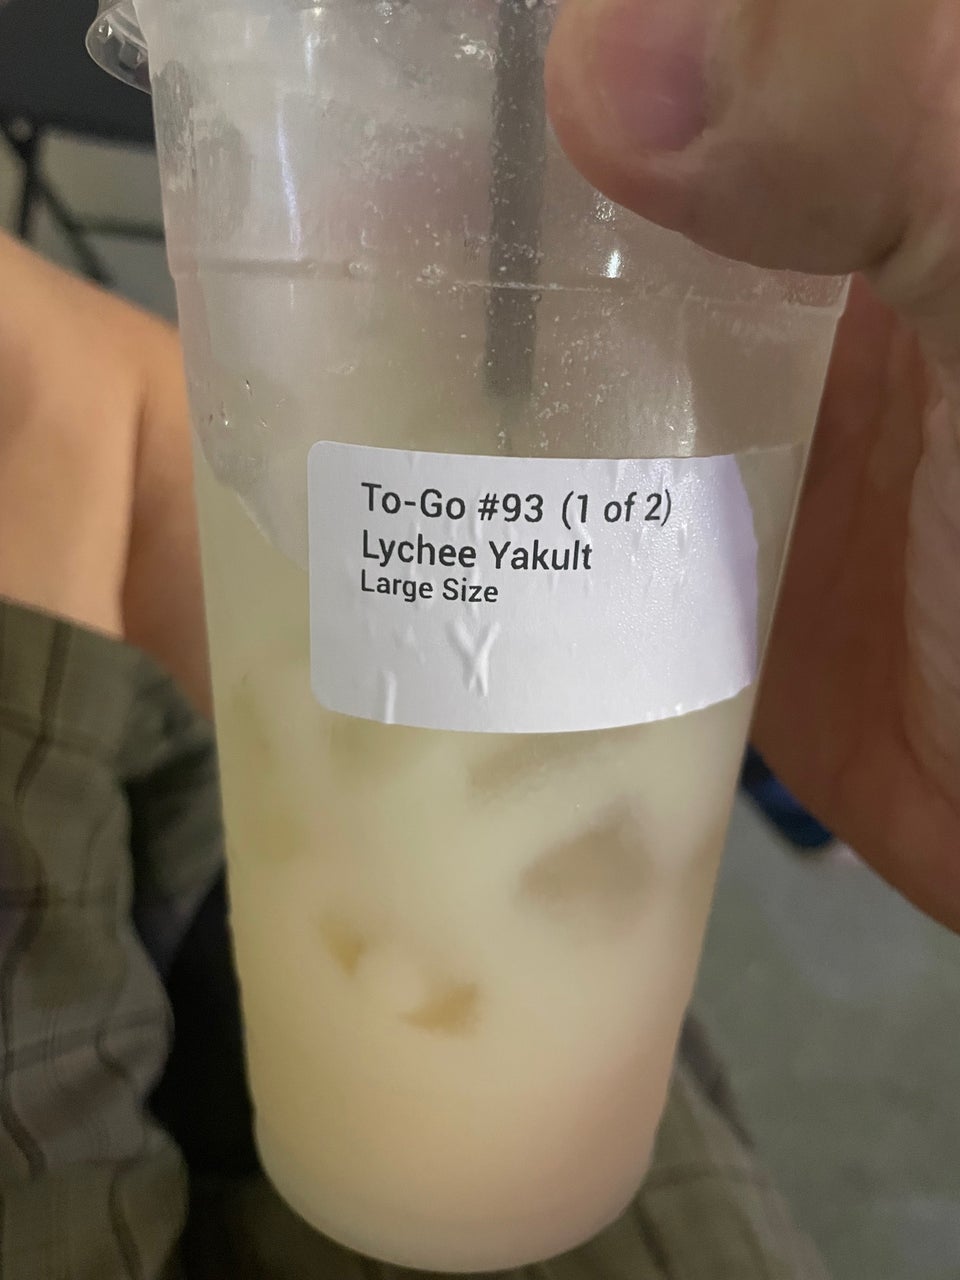 To-Go #93 (1 of 2)
Lychee Yakult
Large Size